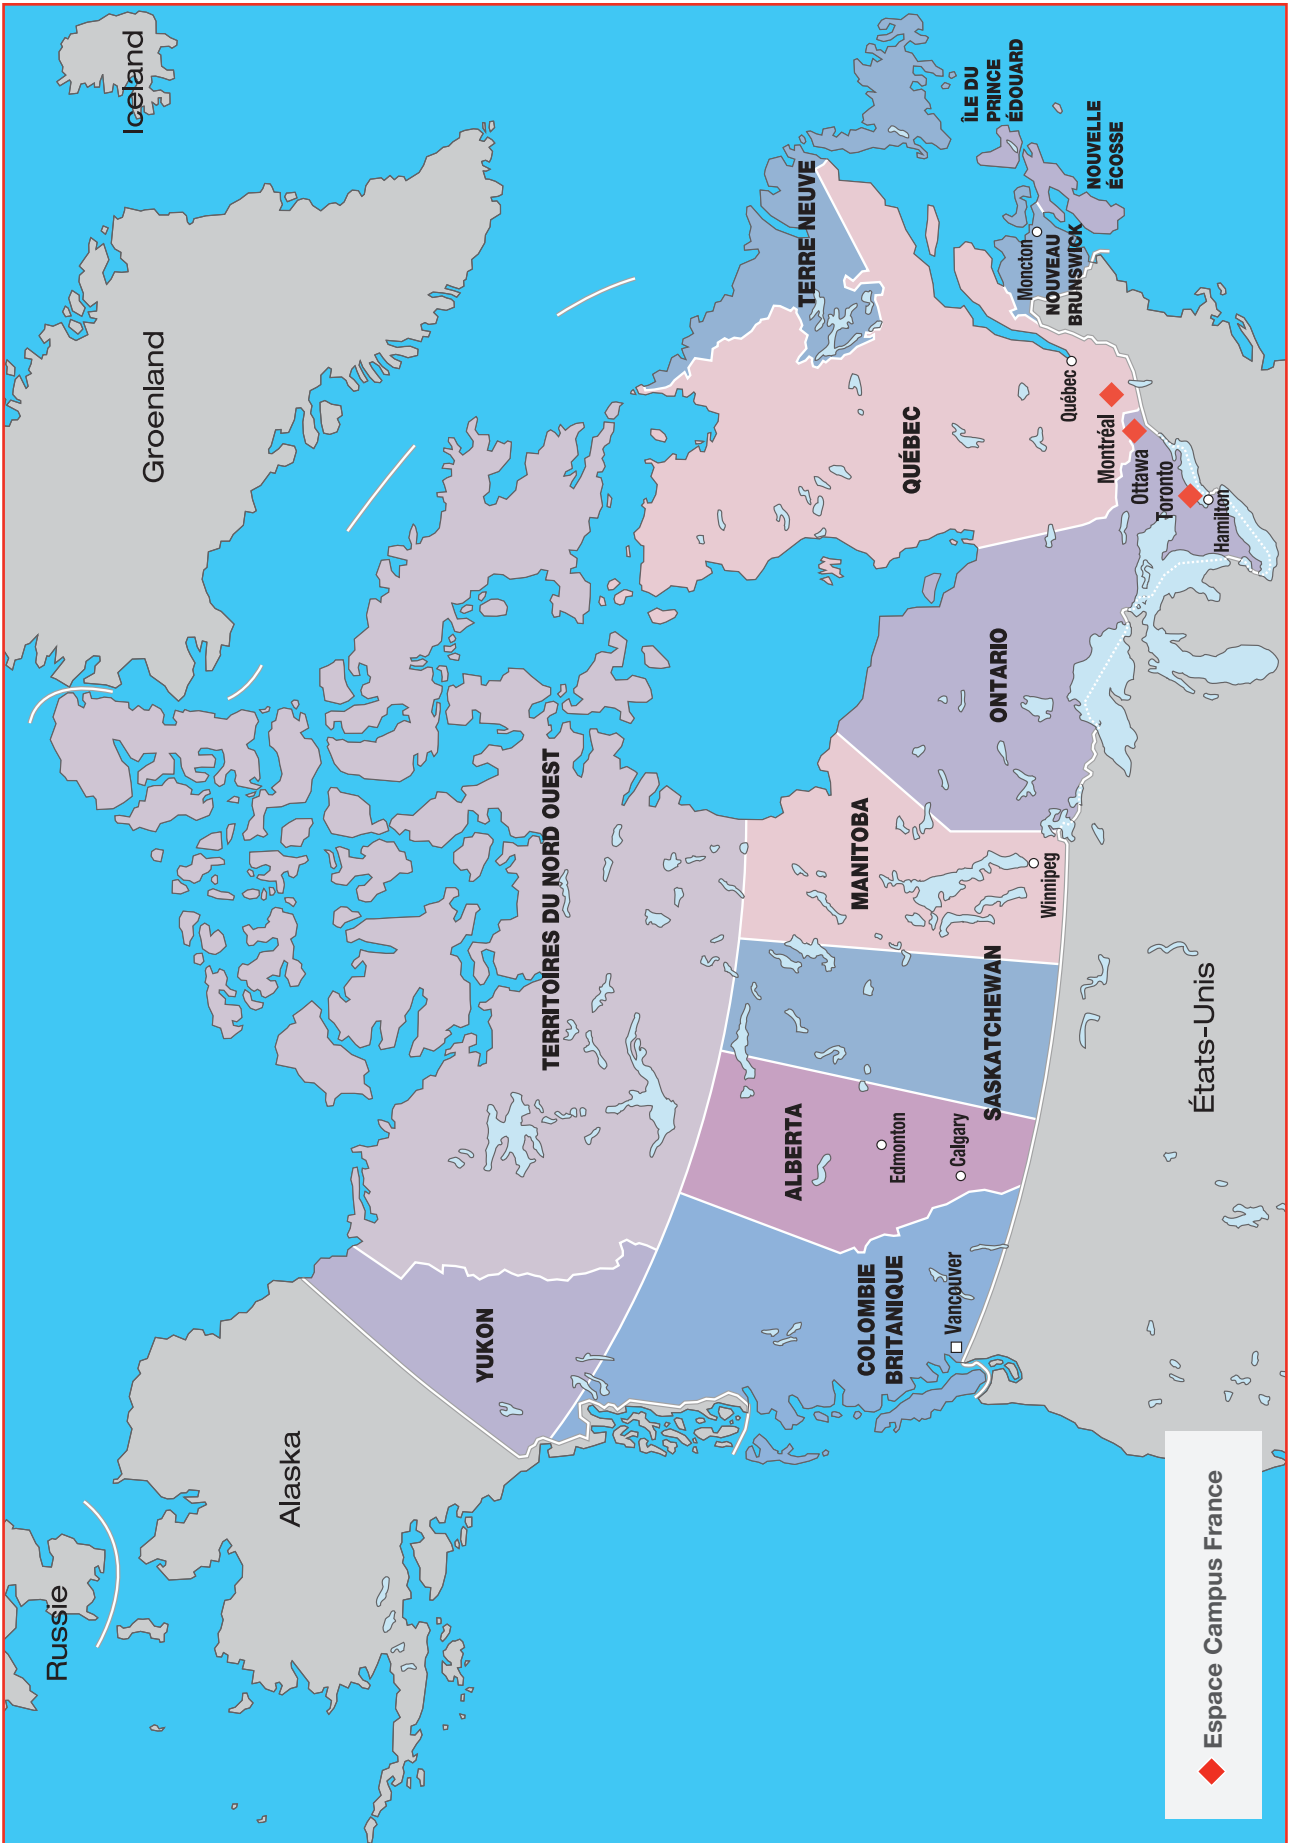 Russie
Alaska
Groenland
Iceland
YUKON
TERRITOIRES DU NORD OUEST
COLOMBIE
BRITANIQUE
Vancouver
ALBERTA
Edmonton
Calgary
SASKATCHEWAN
MANITOBA
Winnipeg
ONTARIO
QUÉBEC
Québec
Montréal
Ottawa
Toronto
Hamilton
TERRE NEUVE
ÎLE DU
PRINCE
ÉDOUARD
NOUVELLE
ÉCOSSE
Moncton
NOUVEAU
BRUNSWICK
États-Unis
Espace Campus France